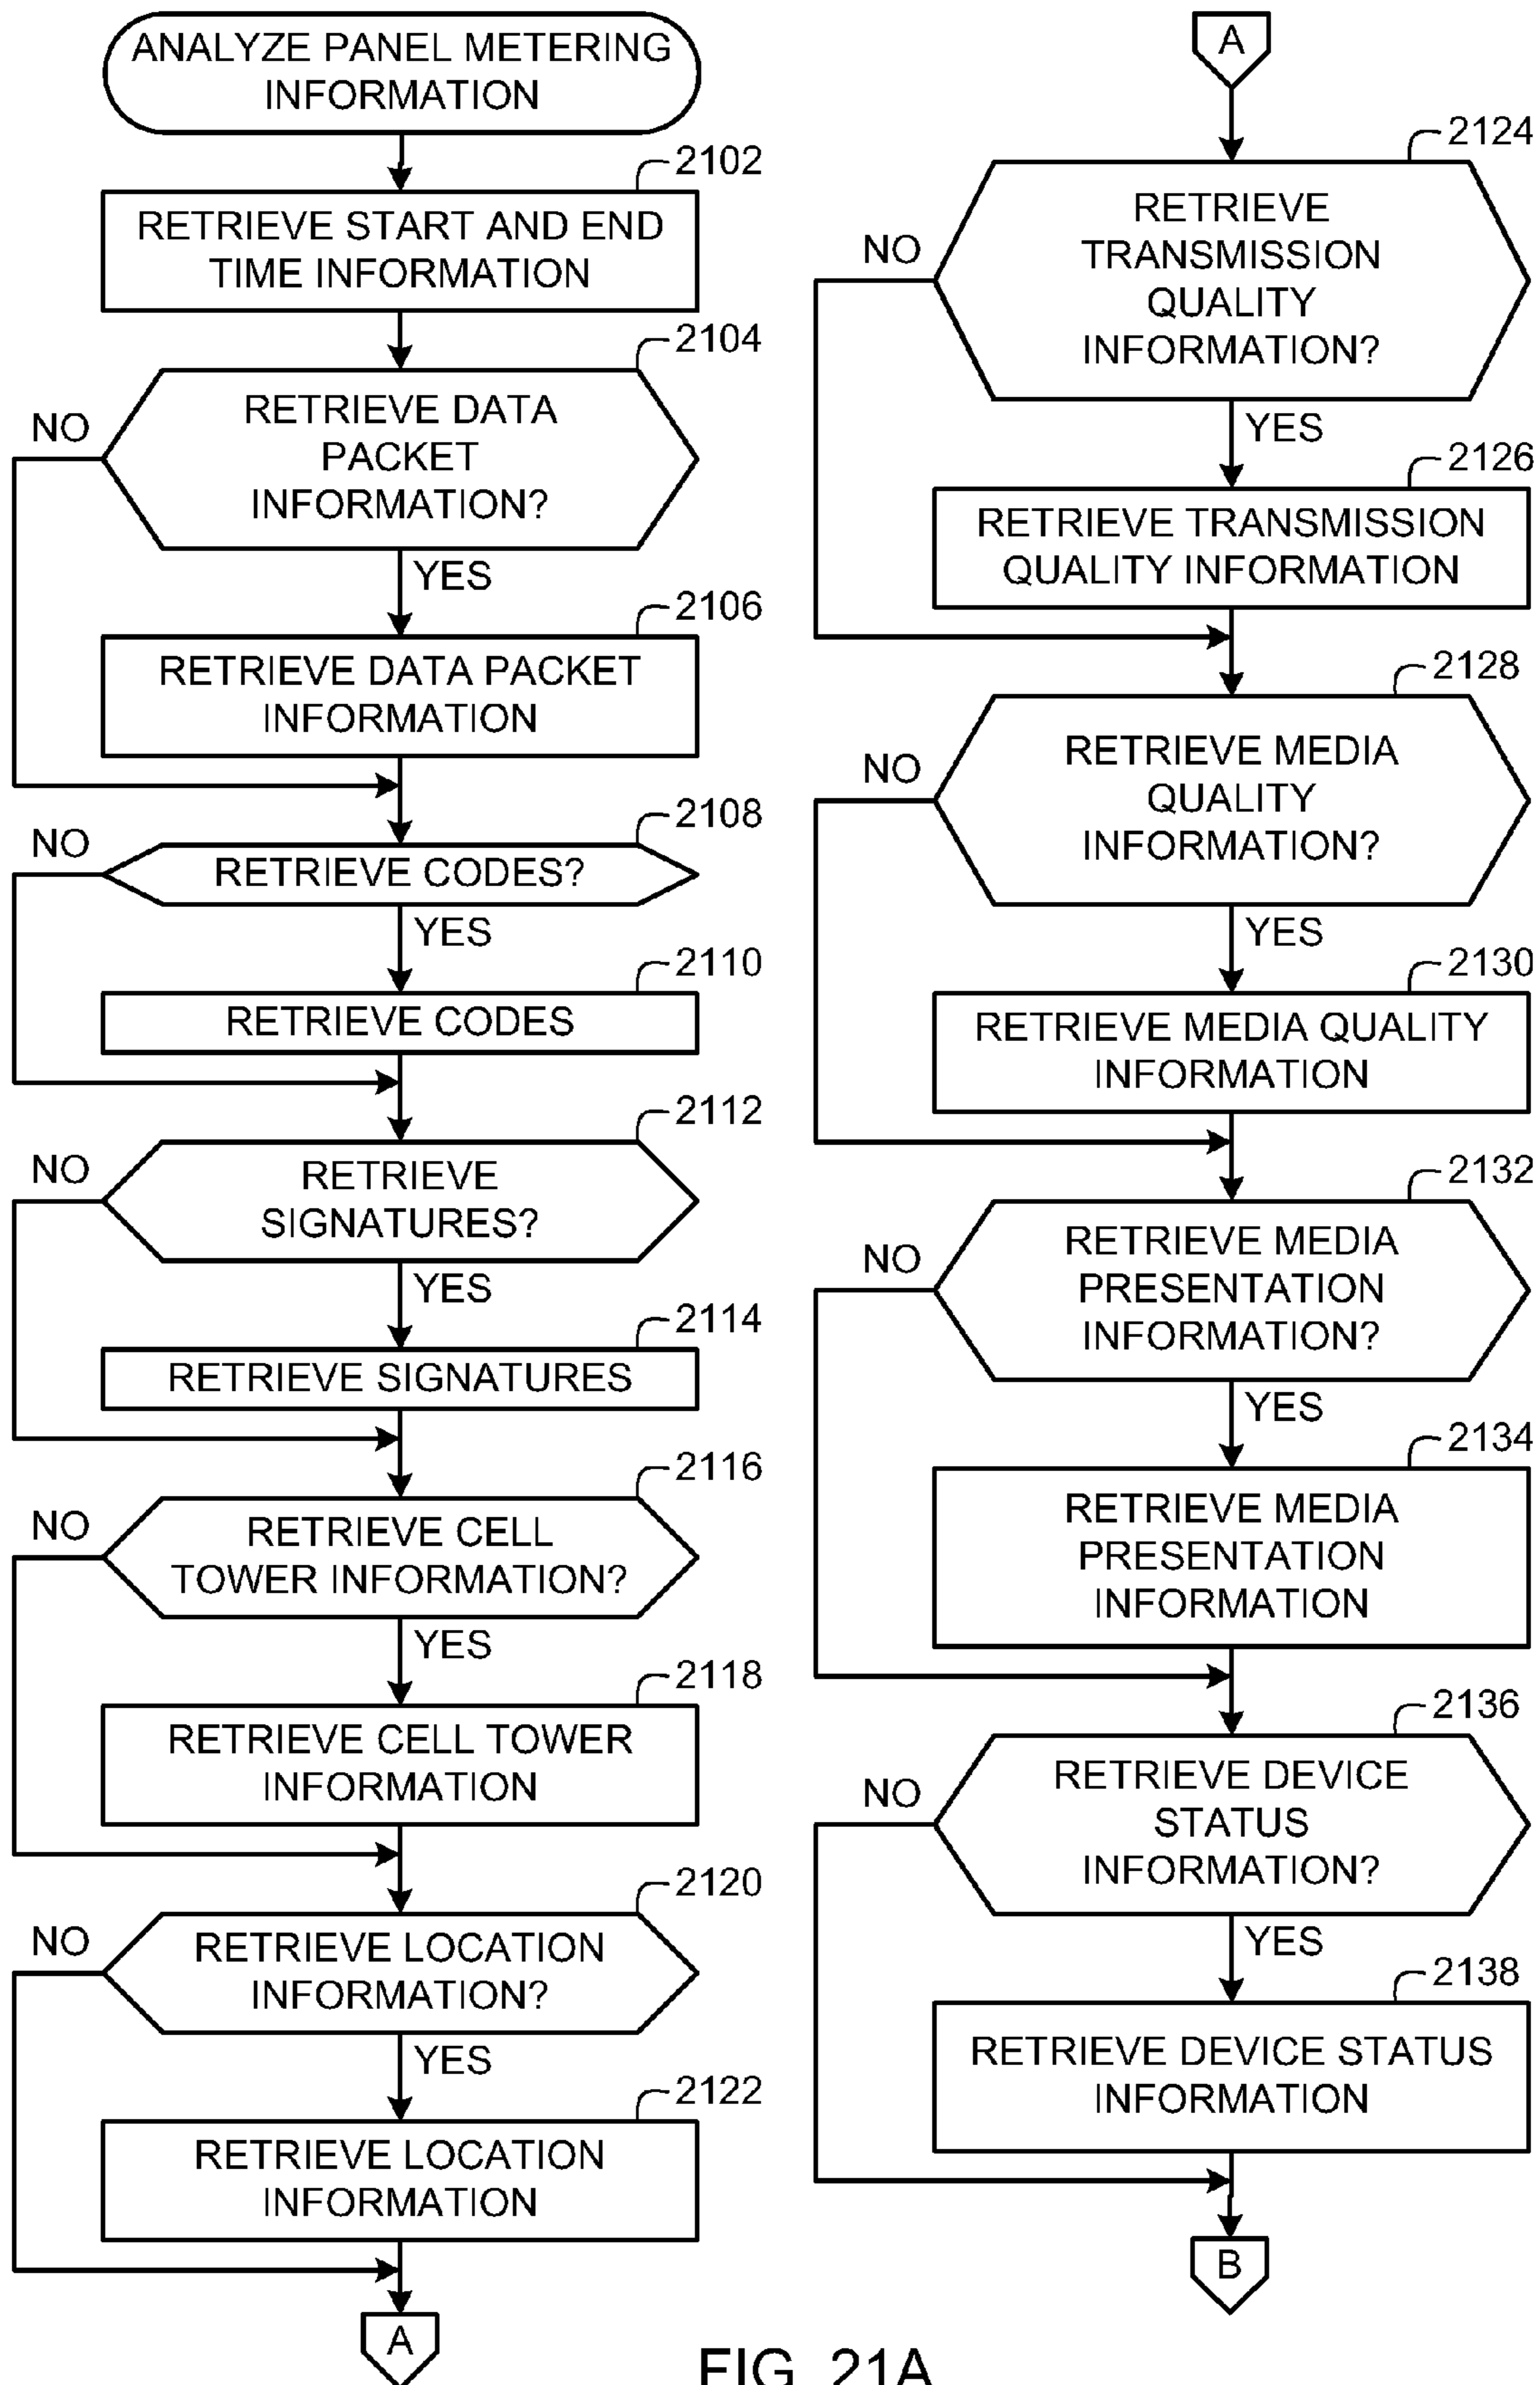 ANALYZE PANEL METERING
INFORMATION
2102
RETRIEVE START AND END
TIME INFORMATION
2104
RETRIEVE DATA
PACKET
INFORMATION?
NO
YES
2106
RETRIEVE DATA PACKET
INFORMATION
2108
NO
RETRIEVE CODES?
YES
2110
RETRIEVE CODES
2112
NO
RETRIEVE
SIGNATURES?
YES
2114
RETRIEVE SIGNATURES
2116
NO
RETRIEVE CELL
TOWER INFORMATION?
YES
2118
RETRIEVE CELL TOWER
INFORMATION
2120
NO
RETRIEVE LOCATION
INFORMATION?
YES
2122
RETRIEVE LOCATION
INFORMATION
A
A
2124
RETRIEVE
TRANSMISSION
QUALITY
INFORMATION?
NO
YES
2126
RETRIEVE TRANSMISSION
QUALITY INFORMATION
2128
RETRIEVE MEDIA
QUALITY
INFORMATION?
NO
YES
2130
RETRIEVE MEDIA QUALITY
INFORMATION
2132
RETRIEVE MEDIA
PRESENTATION
INFORMATION?
NO
YES
2134
RETRIEVE MEDIA
PRESENTATION
INFORMATION
2136
RETRIEVE DEVICE
STATUS
INFORMATION?
NO
YES
2138
RETRIEVE DEVICE STATUS
INFORMATION
B
FIG. 21A